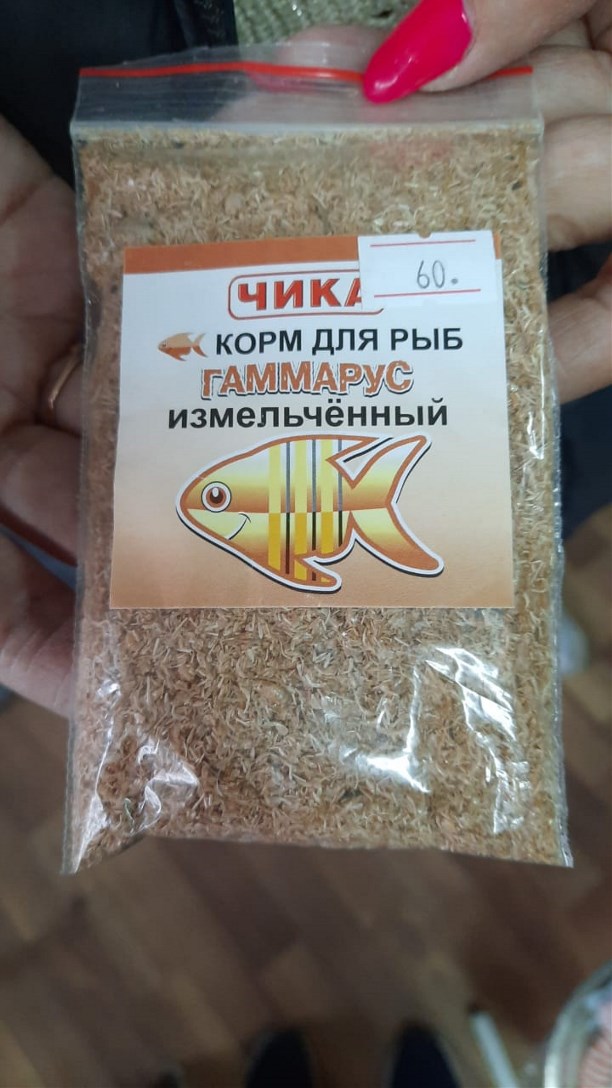 ЧИКА
60.
КОРМ ДЛЯ РЫБ
ГАММАРУС
измельчённый